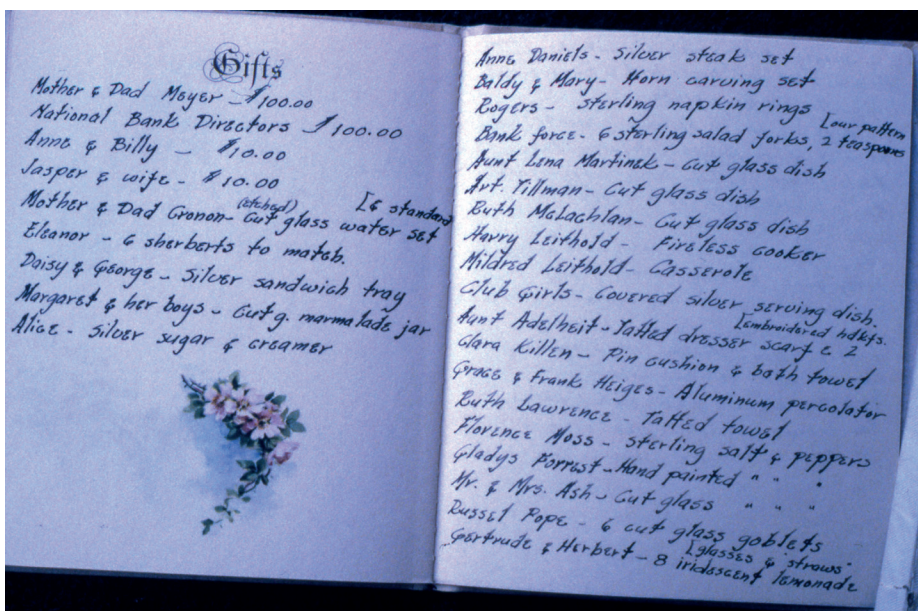 Gifts
Mother & Dad Meyer - $100.00
National Bank Directors $100.00
Anne & Billy - $10.00
Jasper & wife - $10.00
Mother & Dad Cronon - (etched) Cut glass water set [6 standard
Eleanor - 6 sherberts to match.
Daisy & George - Silver sandwich tray
Margaret & her boys - Cut g. marmalade jar
Alice - Silver sugar & creamer
Anne Daniels - Silver steak set
Baldy & Mary - Horn carving set
Rogers - Sterling napkin rings
Bank force - 6 sterling salad forks, 2 teaspoons [our pattern
Aunt Lena Martinek - Cut glass dish
Art. Tillman - Cut glass dish
Ruth McLachlan - Cut glass dish
Harry Leithold - Fireless cooker
Mildred Leithold - Casserole
Club Girls - Covered silver serving dish.
Aunt Adelheit - Tatted dresser scarf & 2 [embroidered hdkfs.
Clara Killen - Pin cushion & bath towel
Grace & Frank Heiges - Aluminum percolator
Ruth Lawrence - Tatted towel
Florence Moss - Sterling salt & peppers
Gladys Forrest - Hand painted " " "
Mr. & Mrs. Ash - Cut glass " " "
Russel Pope - 6 cut glass goblets
Gertrude & Herbert - 8 iridescent lemonade [glasses & "straws"